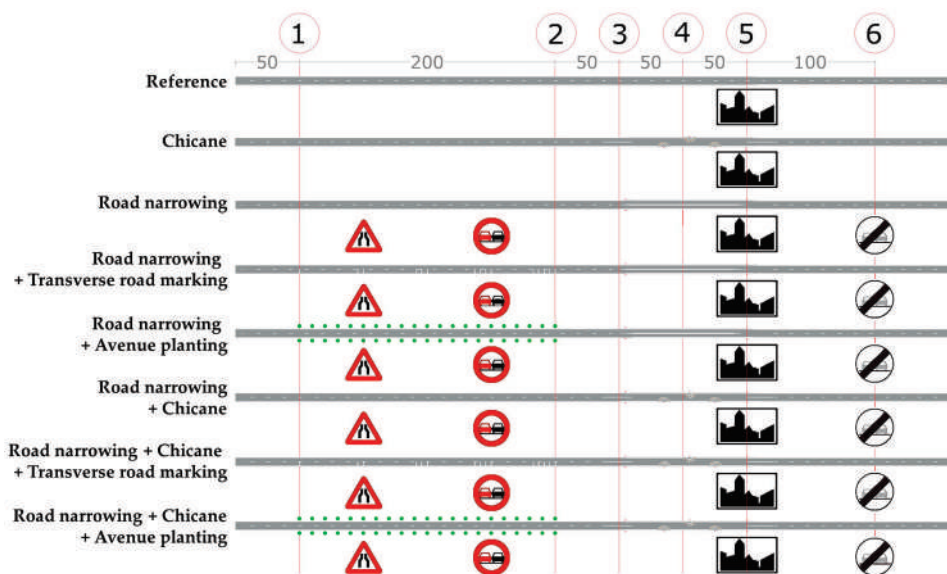 1 2 3 4 5 6
50 200 50 50 50 100
Reference
Chicane
Road narrowing
Road narrowing
+ Transverse road marking
Road narrowing
+ Avenue planting
Road narrowing
+ Chicane
Road narrowing + Chicane
+ Transverse road marking
Road narrowing + Chicane
+ Avenue planting